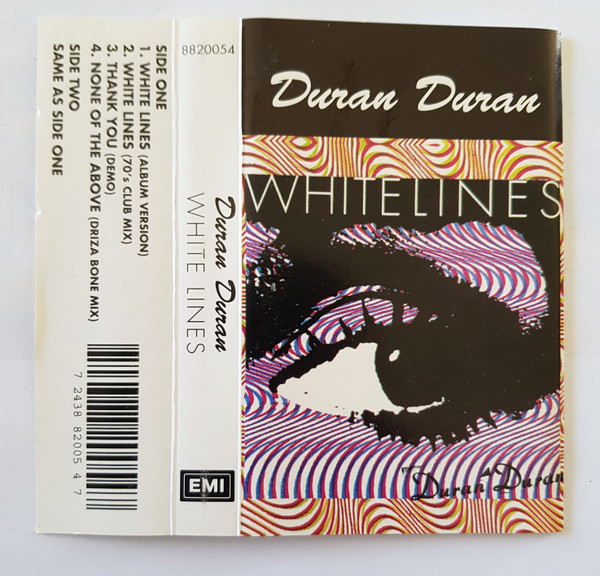 SIDE ONE
1. WHITE LINES (ALBUM VERSION)
2. WHITE LINES (70's CLUB MIX)
3. THANK YOU (DEMO)
4. NONE OF THE ABOVE (DRIZA BONE MIX)
SIDE TWO
SAME AS SIDE ONE
7 24388 82005 4 7
8820054
Duran Duran
WHITE LINES
EMI
Duran Duran
WHITELINES
Duran Duran